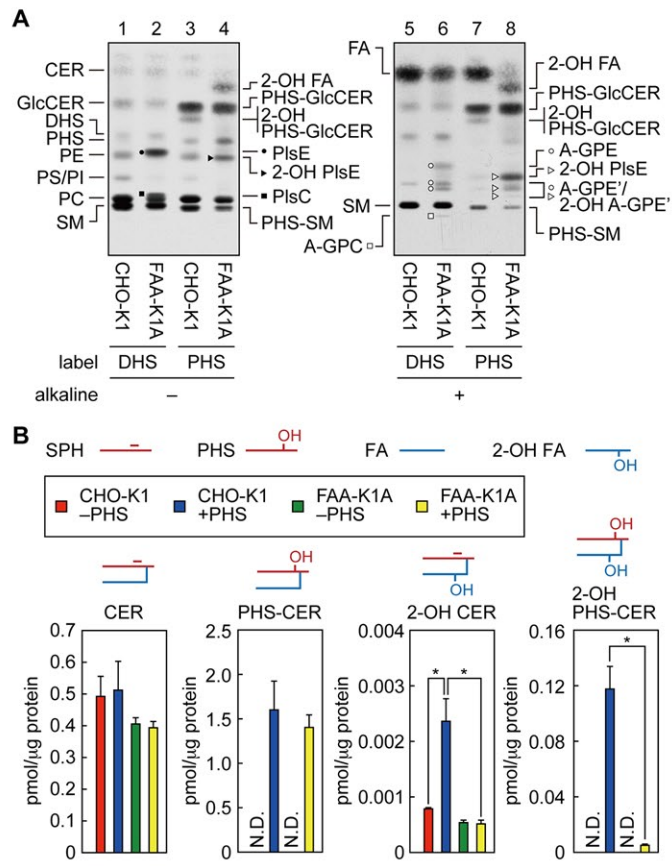 A
1 2 3 4
5 6 7 8
CER
GlcCER
DHS
PHS
PE
PS/PI
PC
SM
2-OH FA
PHS-GlcCER
2-OH
PHS-GlcCER
• PlsE
▸ 2-OH PlsE
■ PlsC
PHS-SM
FA
SM
A-GPC □
2-OH FA
PHS-GlcCER
2-OH
PHS-GlcCER
○ A-GPE
▷ 2-OH PlsE
○ A-GPE'/
▷ 2-OH A-GPE'
PHS-SM
CHO-K1 FAA-K1A CHO-K1 FAA-K1A
CHO-K1 FAA-K1A CHO-K1 FAA-K1A
label DHS PHS DHS PHS
alkaline – +
B
SPH PHS OH FA 2-OH FA OH
CHO-K1 –PHS
CHO-K1 +PHS
FAA-K1A –PHS
FAA-K1A +PHS
OH
OH
OH
OH
CER
pmol/µg protein
0.7
0.6
0.5
0.4
0.3
0.2
0.1
0
PHS-CER
pmol/µg protein
2.5
2.0
1.5
1.0
0.5
0
N.D.
N.D.
2-OH CER
pmol/µg protein
0.004
0.003
0.002
0.001
0
* *
2-OH
PHS-CER
pmol/µg protein
0.16
0.12
0.08
0.04
0
*
N.D.
N.D.